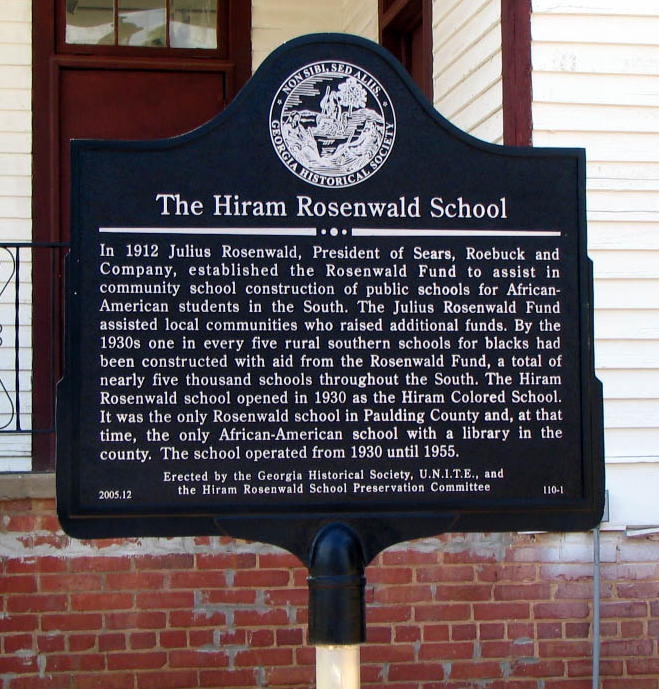 NON SIBI, SED ALIIS.
GEORGIA HISTORICAL SOCIETY
The Hiram Rosenwald School
In 1912 Julius Rosenwald, President of Sears, Roebuck and
Company, established the Rosenwald Fund to assist in
community school construction of public schools for African-
American students in the South. The Julius Rosenwald Fund
assisted local communities who raised additional funds. By the
1930s one in every five rural southern schools for blacks had
been constructed with aid from the Rosenwald Fund, a total of
nearly five thousand schools throughout the South. The Hiram
Rosenwald school opened in 1930 as the Hiram Colored School.
It was the only Rosenwald school in Paulding County and, at that
time, the only African-American school with a library in the
county. The school operated from 1930 until 1955.
Erected by the Georgia Historical Society, U.N.I.T.E., and
the Hiram Rosenwald School Preservation Committee
2005.12 110-1